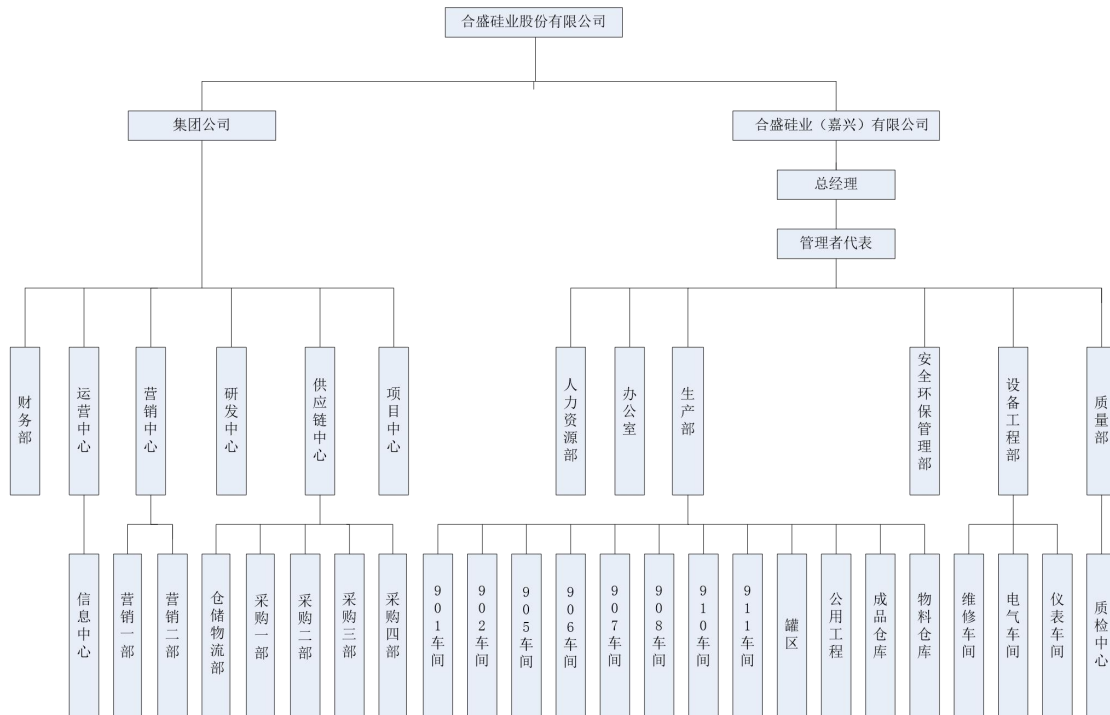 合盛硅业股份有限公司
集团公司
合盛硅业（嘉兴）有限公司
总经理
管理者代表
财务部
运营中心
营销中心
研发中心
供应链中心
项目中心
人力资源部
办公室
生产部
安全环保管理部
设备工程部
质量部
信息中心
营销一部
营销二部
仓储物流部
采购一部
采购二部
采购三部
采购四部
901车间
902车间
905车间
906车间
907车间
908车间
910车间
911车间
罐区
公用工程
成品仓库
物料仓库
维修车间
电气车间
仪表车间
质检中心